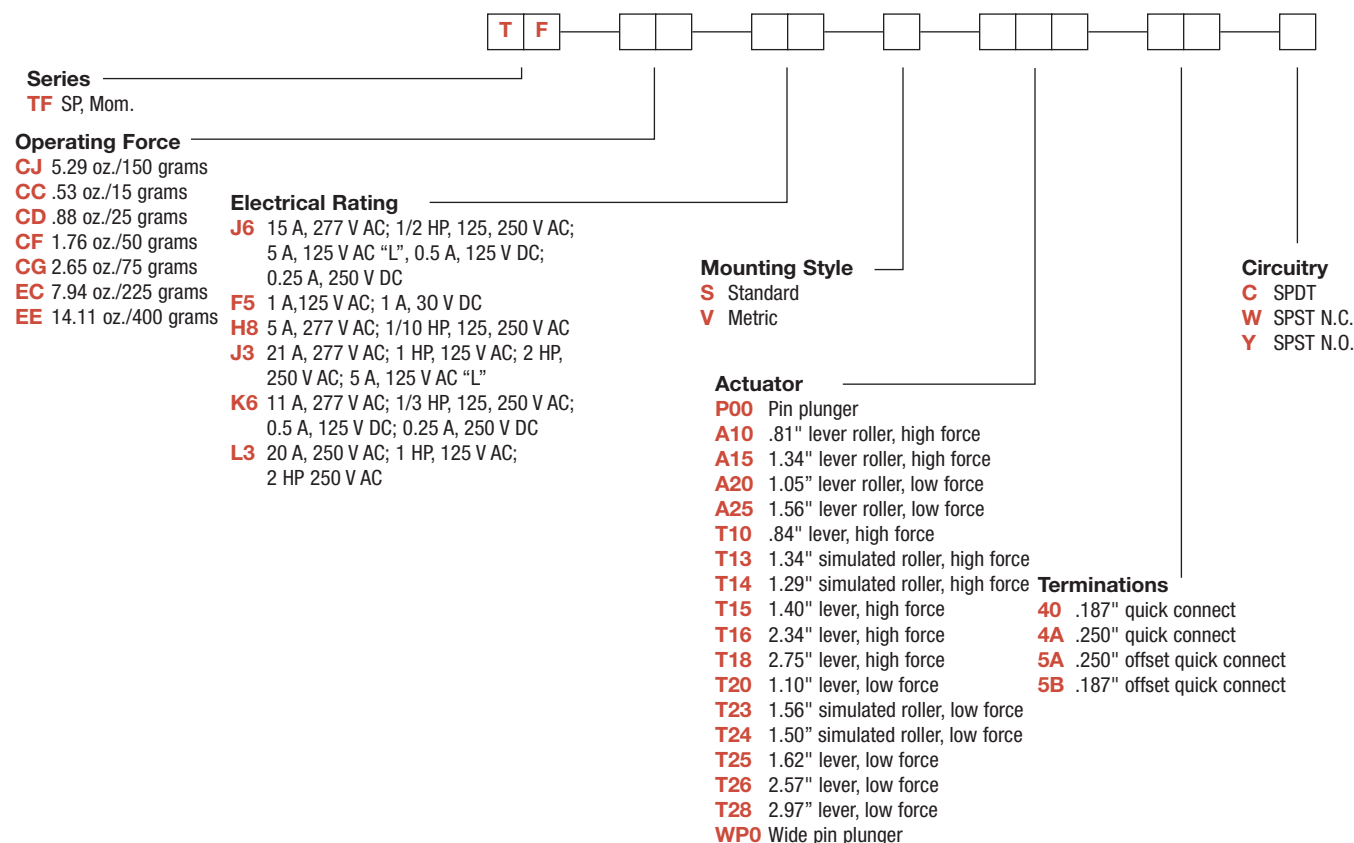 T F
Series
TF SP, Mom.
Operating Force
CJ 5.29 oz./150 grams
CC .53 oz./15 grams
CD .88 oz./25 grams
CF 1.76 oz./50 grams
CG 2.65 oz./75 grams
EC 7.94 oz./225 grams
EE 14.11 oz./400 grams
Electrical Rating
J6 15 A, 277 V AC; 1/2 HP, 125, 250 V AC;
5 A, 125 V AC “L”, 0.5 A, 125 V DC;
0.25 A, 250 V DC
F5 1 A,125 V AC; 1 A, 30 V DC
H8 5 A, 277 V AC; 1/10 HP, 125, 250 V AC
J3 21 A, 277 V AC; 1 HP, 125 V AC; 2 HP,
250 V AC; 5 A, 125 V AC “L”
K6 11 A, 277 V AC; 1/3 HP, 125, 250 V AC;
0.5 A, 125 V DC; 0.25 A, 250 V DC
L3 20 A, 250 V AC; 1 HP, 125 V AC;
2 HP 250 V AC
Mounting Style
S Standard
V Metric
Actuator
P00 Pin plunger
A10 .81" lever roller, high force
A15 1.34" lever roller, high force
A20 1.05” lever roller, low force
A25 1.56" lever roller, low force
T10 .84" lever, high force
T13 1.34" simulated roller, high force
T14 1.29" simulated roller, high force
T15 1.40" lever, high force
T16 2.34" lever, high force
T18 2.75" lever, high force
T20 1.10" lever, low force
T23 1.56" simulated roller, low force
T24 1.50” simulated roller, low force
T25 1.62" lever, low force
T26 2.57" lever, low force
T28 2.97” lever, low force
WP0 Wide pin plunger
Terminations
40 .187" quick connect
4A .250" quick connect
5A .250" offset quick connect
5B .187" offset quick connect
Circuitry
C SPDT
W SPST N.C.
Y SPST N.O.